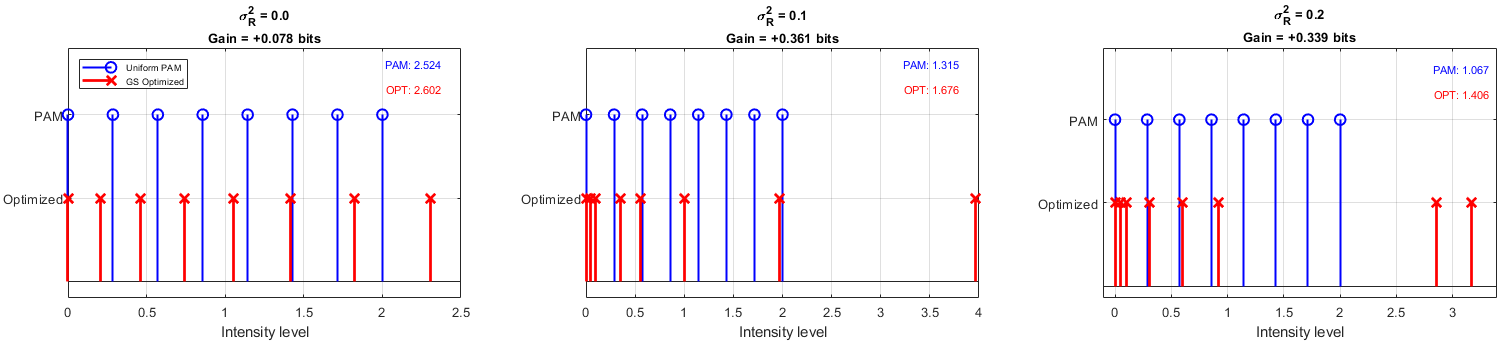 σ_R^2 = 0.0
Gain = +0.078 bits
Uniform PAM
GS Optimized
PAM: 2.524
OPT: 2.602
PAM
Optimized
0 0.5 1 1.5 2 2.5
Intensity level
σ_R^2 = 0.1
Gain = +0.361 bits
PAM: 1.315
OPT: 1.676
PAM
Optimized
0 0.5 1 1.5 2 2.5 3 3.5 4
Intensity level
σ_R^2 = 0.2
Gain = +0.339 bits
PAM: 1.067
OPT: 1.406
PAM
Optimized
0 0.5 1 1.5 2 2.5 3
Intensity level